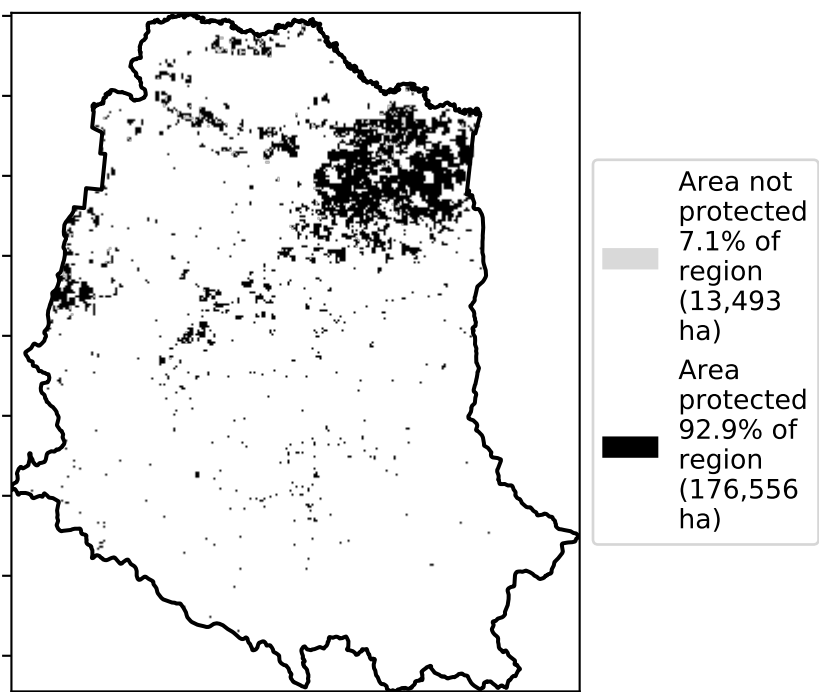 Area not
protected
7.1% of
region
(13,493
ha)
Area
protected
92.9% of
region
(176,556
ha)